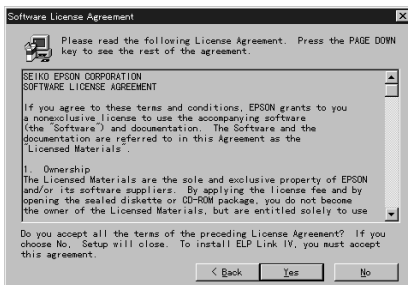 Software License Agreement
Please read the following License Agreement. Press the PAGE DOWN
key to see the rest of the agreement.
SEIKO EPSON CORPORATION
SOFTWARE LICENSE AGREEMENT
If you agree to these terms and conditions, EPSON grants to you
a nonexclusive license to use the accompanying software
(the "Software") and documentation. The Software and the
documentation are referred to in this Agreement as the
"Licensed Materials".
1. Ownership
The Licensed Materials are the sole and exclusive property of EPSON
and/or its software suppliers. By applying the license fee and by
opening the sealed diskette or CD-ROM package, you do not become
the owner of the Licensed Materials, but are entitled solely to use
Do you accept all the terms of the preceding License Agreement? If you
choose No, Setup will close. To install ELP Link IV, you must accept
this agreement.
< Back Yes No